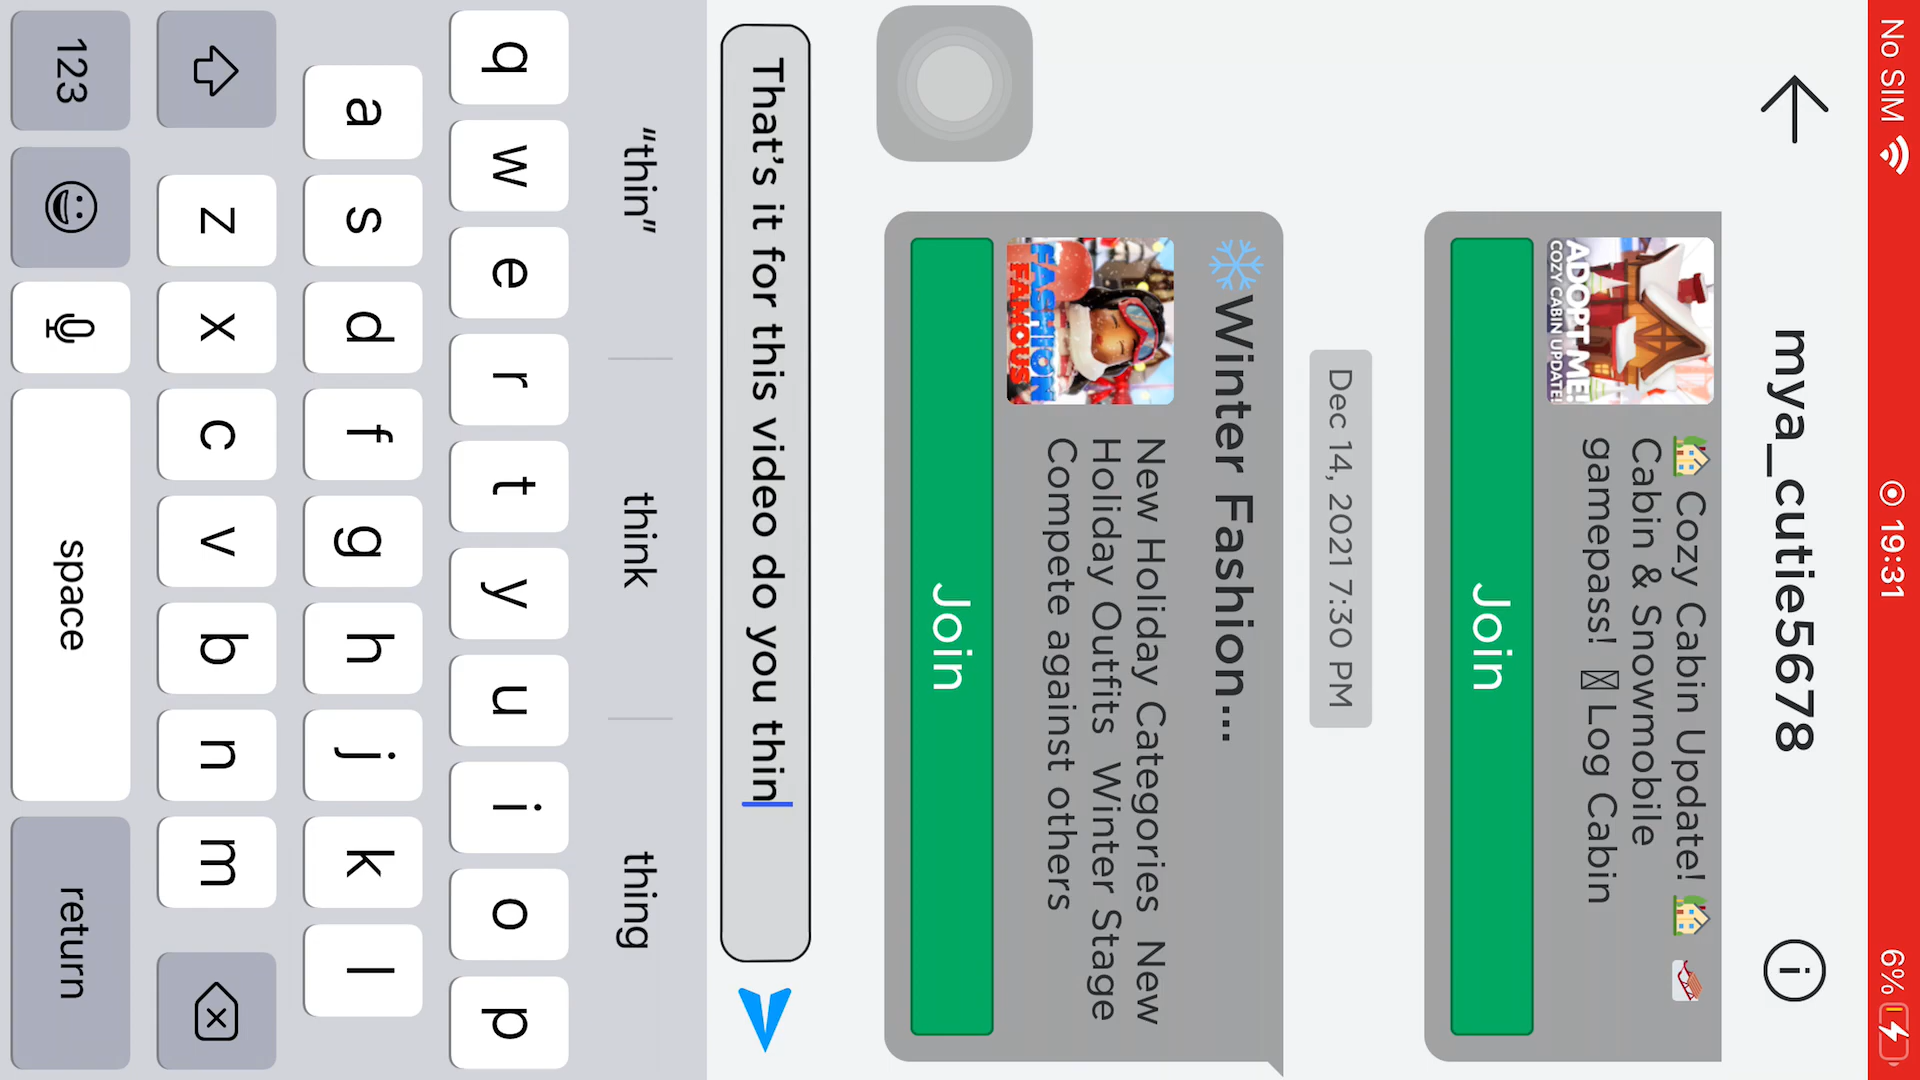 No SIM 19:31 6%
mya_cutie5678
ADOPT ME!
COZY CABIN UPDATE!
🏡 Cozy Cabin Update! 🏡 🛷
Cabin & Snowmobile
gamepass! Log Cabin
Join
Dec 14, 2021 7:30 PM
❄️Winter Fashion...
FASHION
FAMOUS
New Holiday Categories New
Holiday Outfits Winter Stage
Compete against others
Join
That's it for this video do you thin
"thin" think thing
q w e r t y u i o p
a s d f g h j k l
z x c v b n m
123 space return